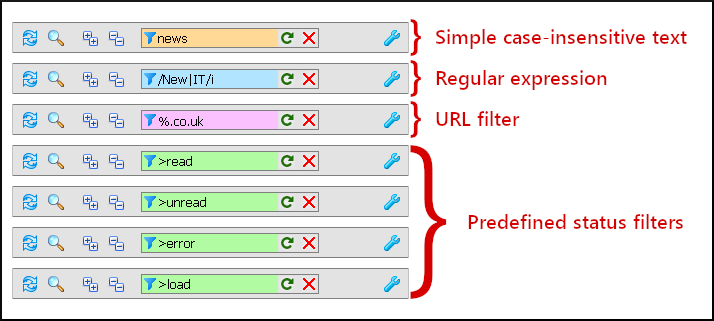 news
Simple case-insensitive text
/New|IT/i
Regular expression
%.co.uk
URL filter
>read
>unread
Predefined status filters
>error
>load